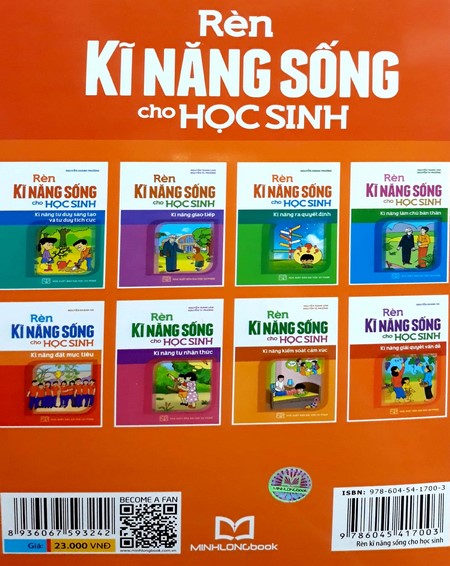 Rèn
KĨ NĂNG SỐNG
cho HỌC SINH
Rèn
KĨ NĂNG SỐNG
cho HỌC SINH
Kĩ năng tư duy sáng tạo
và tư duy tích cực
Rèn
KĨ NĂNG SỐNG
cho HỌC SINH
Kĩ năng giao tiếp
Rèn
KĨ NĂNG SỐNG
cho HỌC SINH
Kĩ năng ra quyết định
Rèn
KĨ NĂNG SỐNG
cho HỌC SINH
Kĩ năng làm chủ bản thân
Rèn
KĨ NĂNG SỐNG
cho HỌC SINH
Kĩ năng đặt mục tiêu
Rèn
KĨ NĂNG SỐNG
cho HỌC SINH
Kĩ năng tự nhận thức
Rèn
KĨ NĂNG SỐNG
cho HỌC SINH
Kĩ năng kiểm soát cảm xúc
Rèn
KĨ NĂNG SỐNG
cho HỌC SINH
Kĩ năng giải quyết vấn đề
8 936067 593242
Giá: 23.000 VNĐ
BECOME A FAN
www.minhlongbook.vn
MINHLONGbook
ISBN: 978-604-54-1700-3
9 786045 417003
Rèn kĩ năng sống cho học sinh